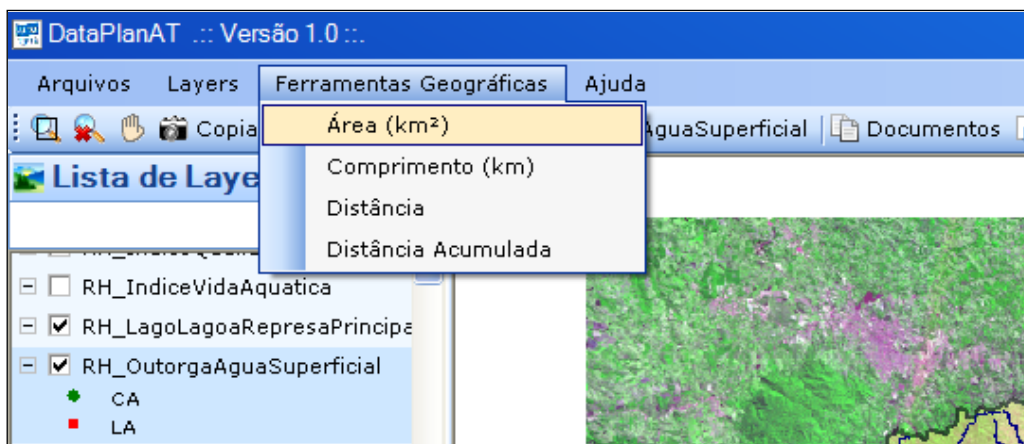 DataPlanAT .:: Versão 1.0 ::.
Arquivos Layers Ferramentas Geográficas Ajuda
Copia AguaSuperficial Documentos
Área (km²)
Comprimento (km)
Distância
Distância Acumulada
Lista de Laye
RH_IndiceVidaAquatica
RH_LagoLagoaRepresaPrincipa
RH_OutorgaAguaSuperficial
CA
LA